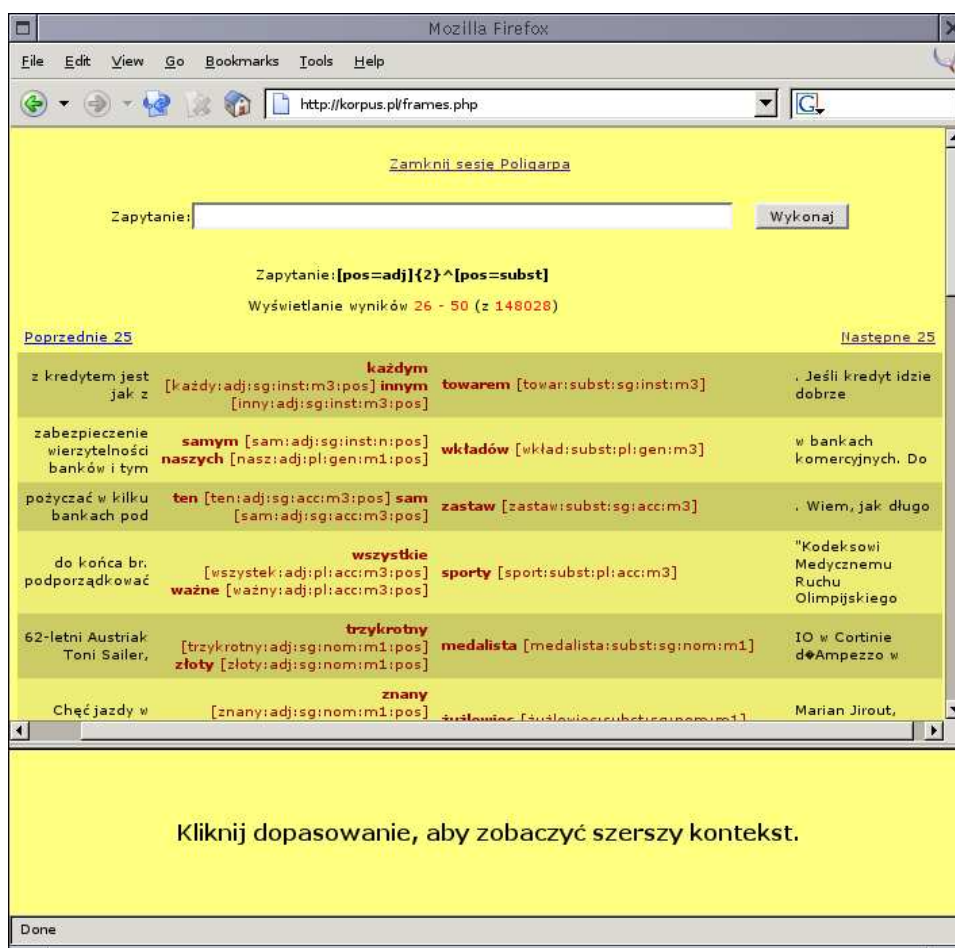 Mozilla Firefox
File Edit View Go Bookmarks Tools Help
http://korpus.pl/frames.php
G
Zamknij sesję Poliqarpa
Zapytanie: Wykonaj
Zapytanie:[pos=adj]{2}^[pos=subst]
Wyświetlanie wyników 26 - 50 (z 148028)
Poprzednie 25 Następne 25
z kredytem jest
jak z
każdym
[każdy:adj:sg:inst:m3:pos] innym
[inny:adj:sg:inst:m3:pos]
towarem [towar:subst:sg:inst:m3]
. Jeśli kredyt idzie
dobrze
zabezpieczenie
wierzytelności
banków i tym
samym [sam:adj:sg:inst:n:pos]
naszych [nasz:adj:pl:gen:m1:pos]
wkładów [wkład:subst:pl:gen:m3]
w bankach
komercyjnych. Do
pożyczać w kilku
bankach pod
ten [ten:adj:sg:acc:m3:pos] sam
[sam:adj:sg:acc:m3:pos]
zastaw [zastaw:subst:sg:acc:m3]
. Wiem, jak długo
do końca br.
podporządkować
wszystkie
[wszystek:adj:pl:acc:m3:pos]
ważne [ważny:adj:pl:acc:m3:pos]
sporty [sport:subst:pl:acc:m3]
"Kodeksowi
Medycznemu
Ruchu
Olimpijskiego
62-letni Austriak
Toni Sailer,
trzykrotny
[trzykrotny:adj:sg:nom:m1:pos]
złoty [złoty:adj:sg:nom:m1:pos]
medalista [medalista:subst:sg:nom:m1]
IO w Cortinie
d�Ampezzo w
Chęć jazdy w
znany
[znany:adj:sg:nom:m1:pos]
żużlowiec [żużlowiec:subst:sg:nom:m1]
Marian Jirout,
Kliknij dopasowanie, aby zobaczyć szerszy kontekst.
Done